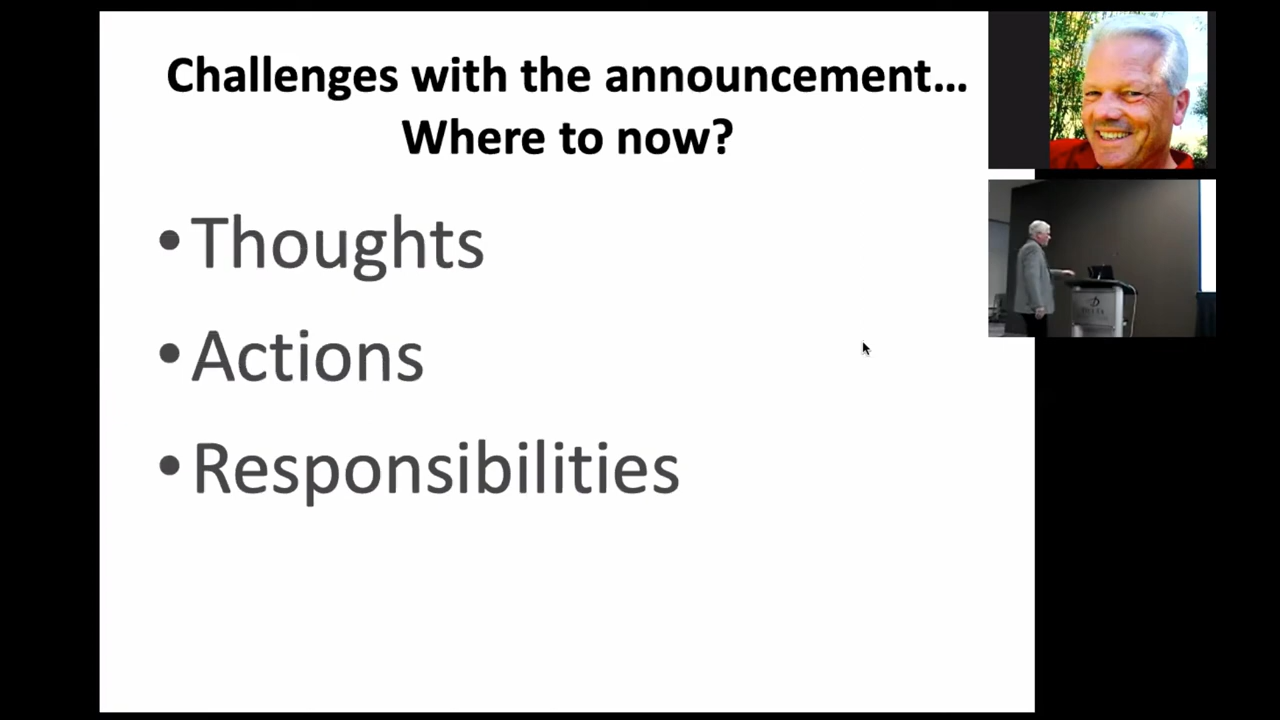 Challenges with the announcement…
Where to now?
•Thoughts
•Actions
•Responsibilities